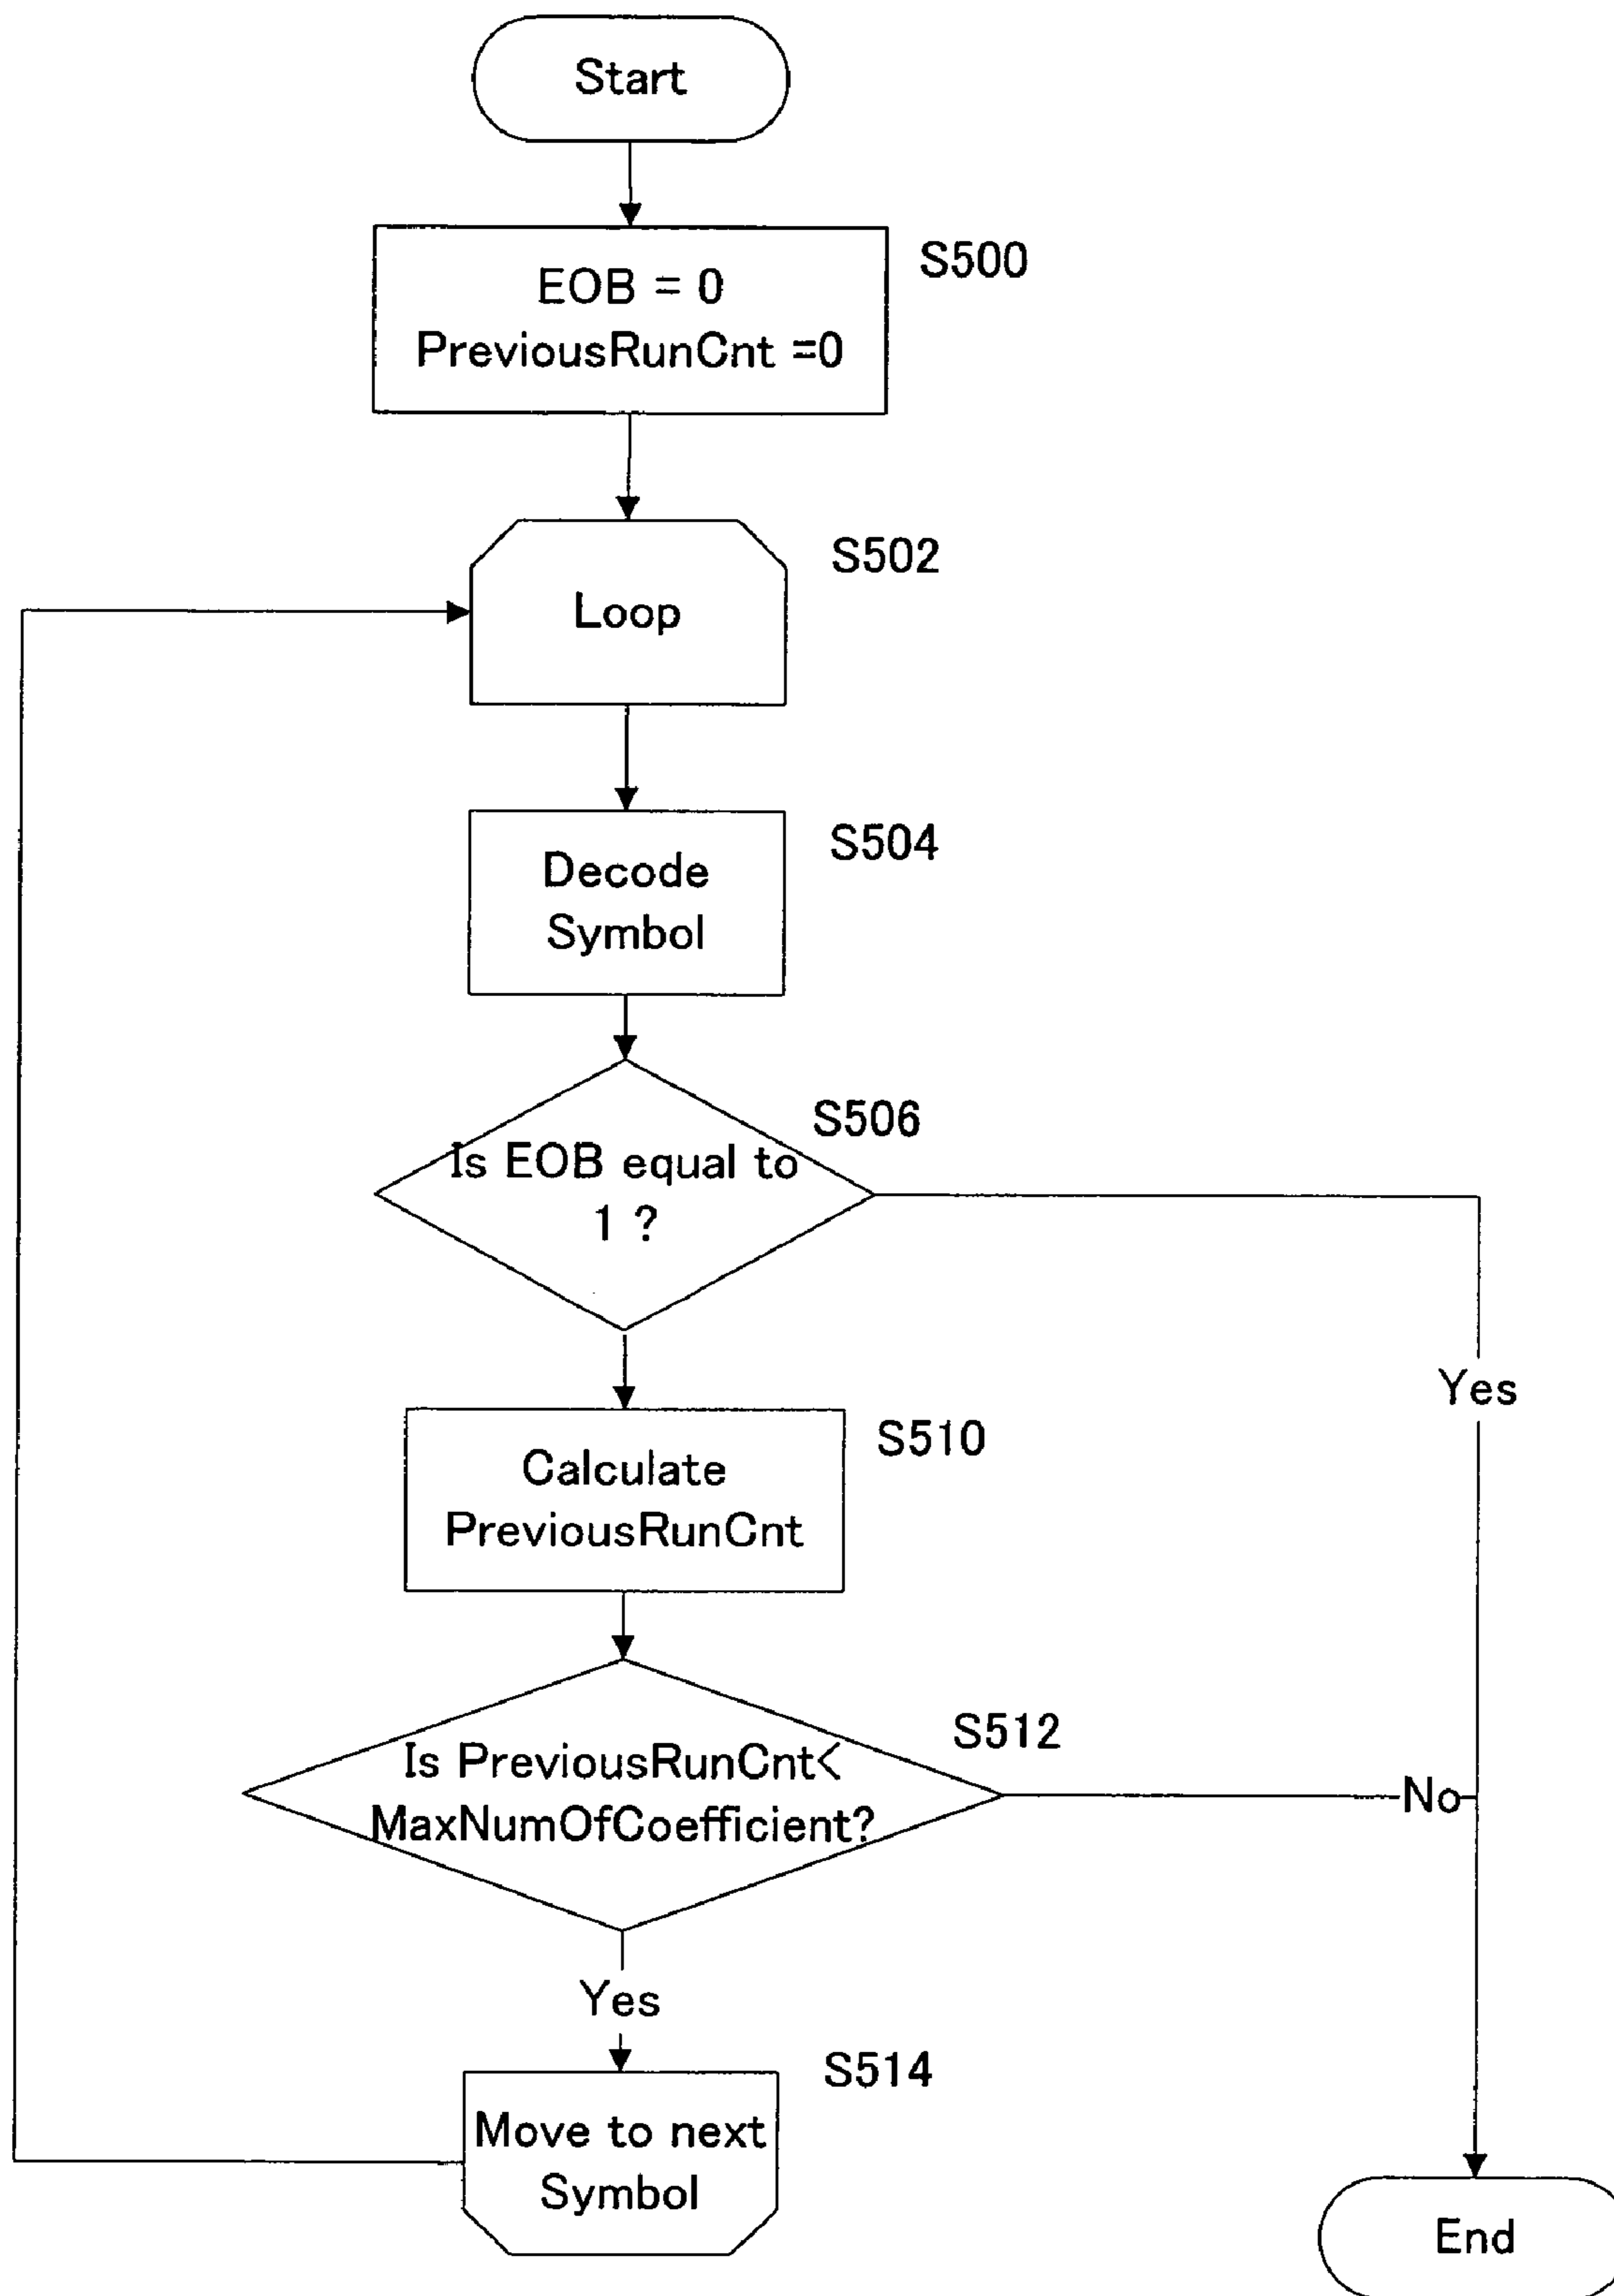 Start
S500
EOB = 0
PreviousRunCnt =0
S502
Loop
S504
Decode
Symbol
S506
Is EOB equal to
1 ?
Yes
S510
Calculate
PreviousRunCnt
S512
Is PreviousRunCnt<
MaxNumOfCoefficient?
No
Yes
S514
Move to next
Symbol
End